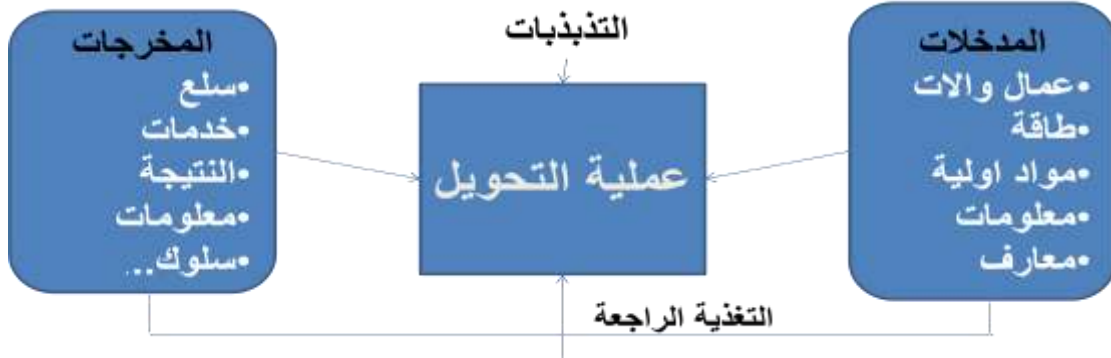 المدخلات
•عمال والات
•طاقة
•مواد اولية
•معلومات
•معارف
التذبذبات
عملية التحويل
المخرجات
•سلع
•خدمات
•النتيجة
•معلومات
•سلوك...
التغذية الراجعة